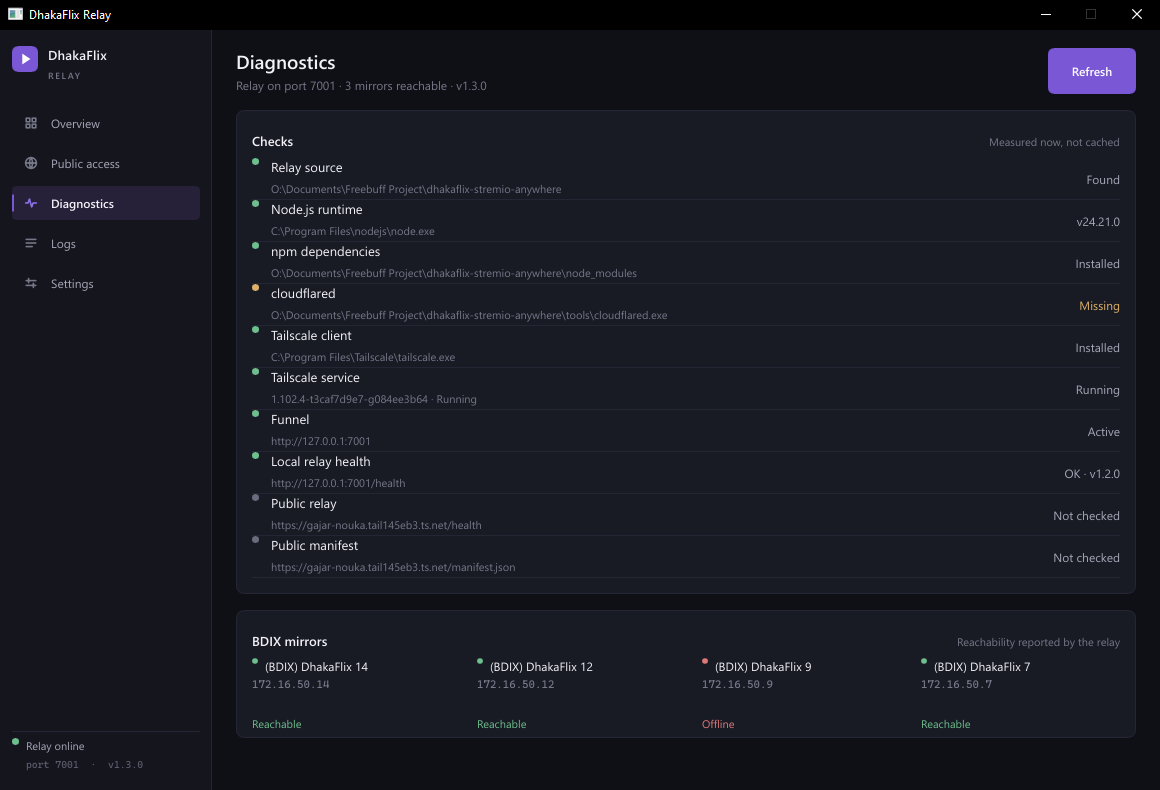 DhakaFlix Relay
DhakaFlix
RELAY
Overview
Public access
Diagnostics
Logs
Settings
Relay online
port 7001 · v1.3.0
Diagnostics
Relay on port 7001 · 3 mirrors reachable · v1.3.0
Refresh
Checks
Measured now, not cached
Relay source
O:\Documents\Freebuff Project\dhakaflix-stremio-anywhere
Found
Node.js runtime
C:\Program Files\nodejs\node.exe
v24.21.0
npm dependencies
O:\Documents\Freebuff Project\dhakaflix-stremio-anywhere\node_modules
Installed
cloudflared
O:\Documents\Freebuff Project\dhakaflix-stremio-anywhere\tools\cloudflared.exe
Missing
Tailscale client
C:\Program Files\Tailscale\tailscale.exe
Installed
Tailscale service
1.102.4-t3caf7d9e7-g084ee3b64 · Running
Running
Funnel
http://127.0.0.1:7001
Active
Local relay health
http://127.0.0.1:7001/health
OK · v1.2.0
Public relay
https://gajar-nouka.tail145eb3.ts.net/health
Not checked
Public manifest
https://gajar-nouka.tail145eb3.ts.net/manifest.json
Not checked
BDIX mirrors
Reachability reported by the relay
(BDIX) DhakaFlix 14
172.16.50.14
Reachable
(BDIX) DhakaFlix 12
172.16.50.12
Reachable
(BDIX) DhakaFlix 9
172.16.50.9
Offline
(BDIX) DhakaFlix 7
172.16.50.7
Reachable